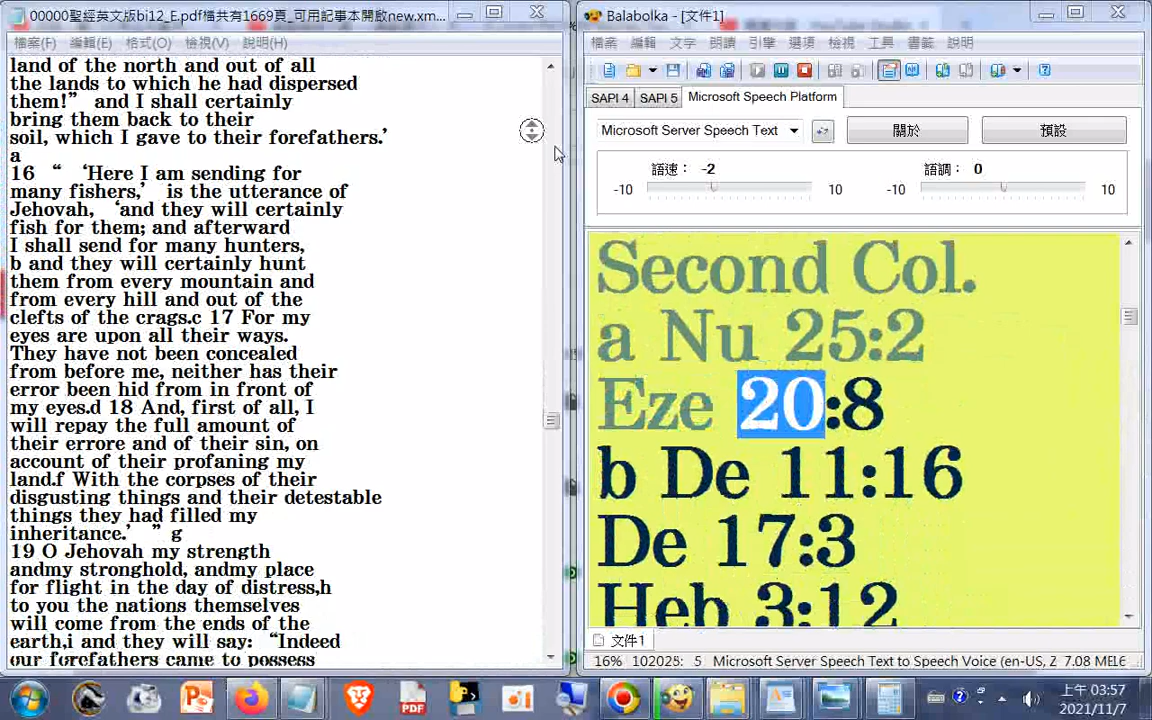 00000聖經英文版bi12_E.pdf檔共有1669頁_可用記事本開啟new.xm...
檔案(F) 編輯(E) 格式(O) 檢視(V) 說明(H)
land of the north and out of all
the lands to which he had dispersed
them!” and I shall certainly
bring them back to their
soil, which I gave to their forefathers.’
a
16 “ ‘Here I am sending for
many fishers,’ is the utterance of
Jehovah, ‘and they will certainly
fish for them; and afterward
I shall send for many hunters,
b and they will certainly hunt
them from every mountain and
from every hill and out of the
clefts of the crags.c 17 For my
eyes are upon all their ways.
They have not been concealed
from before me, neither has their
error been hid from in front of
my eyes.d 18 And, first of all, I
will repay the full amount of
their errore and of their sin, on
account of their profaning my
land.f With the corpses of their
disgusting things and their detestable
things they had filled my
inheritance.’ ” g
19 O Jehovah my strength
andmy stronghold, andmy place
for flight in the day of distress,h
to you the nations themselves
will come from the ends of the
earth,i and they will say: “Indeed
our forefathers came to possess
Balabolka - [文件1]
檔案 編輯 文字 朗讀 引擎 選項 檢視 工具 書籤 說明
SAPI 4 SAPI 5 Microsoft Speech Platform
Microsoft Server Speech Text 關於 預設
語速： -2 語調： 0
-10 10 -10 10
Second Col.
a Nu 25:2
Eze 20:8
b De 11:16
De 17:3
Heb 3:12
文件1
16% 102025: 5 Microsoft Server Speech Text to Speech Voice (en-US, Z 7.08 МБ
PDF
上午 03:57
2021/11/7